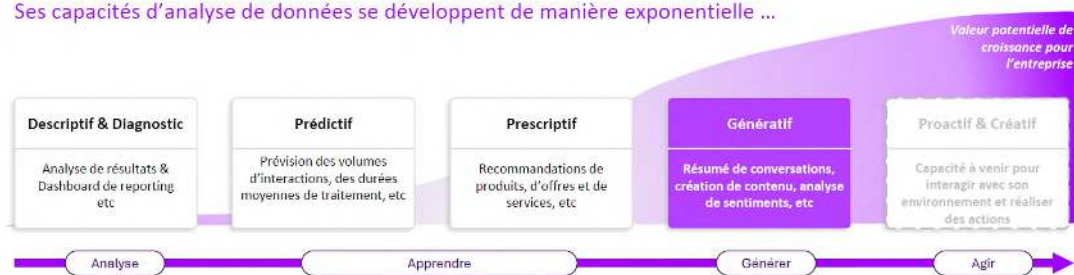 Ses capacités d'analyse de données se développent de manière exponentielle ...
Valeur potentielle de
croissance pour
l'entreprise
Descriptif & Diagnostic
Analyse de résultats &
Dashboard de reporting
etc
Prédictif
Prévision des volumes
d'interactions, des durées
moyennes de traitement, etc
Prescriptif
Recommandations de
produits, d'offres et de
services, etc
Génératif
Résumé de conversations,
création de contenu, analyse
de sentiments, etc
Proactif & Créatif
Capacité à venir pour
interagir avec son
environnement et réaliser
des actions
Analyse
Apprendre
Générer
Agir